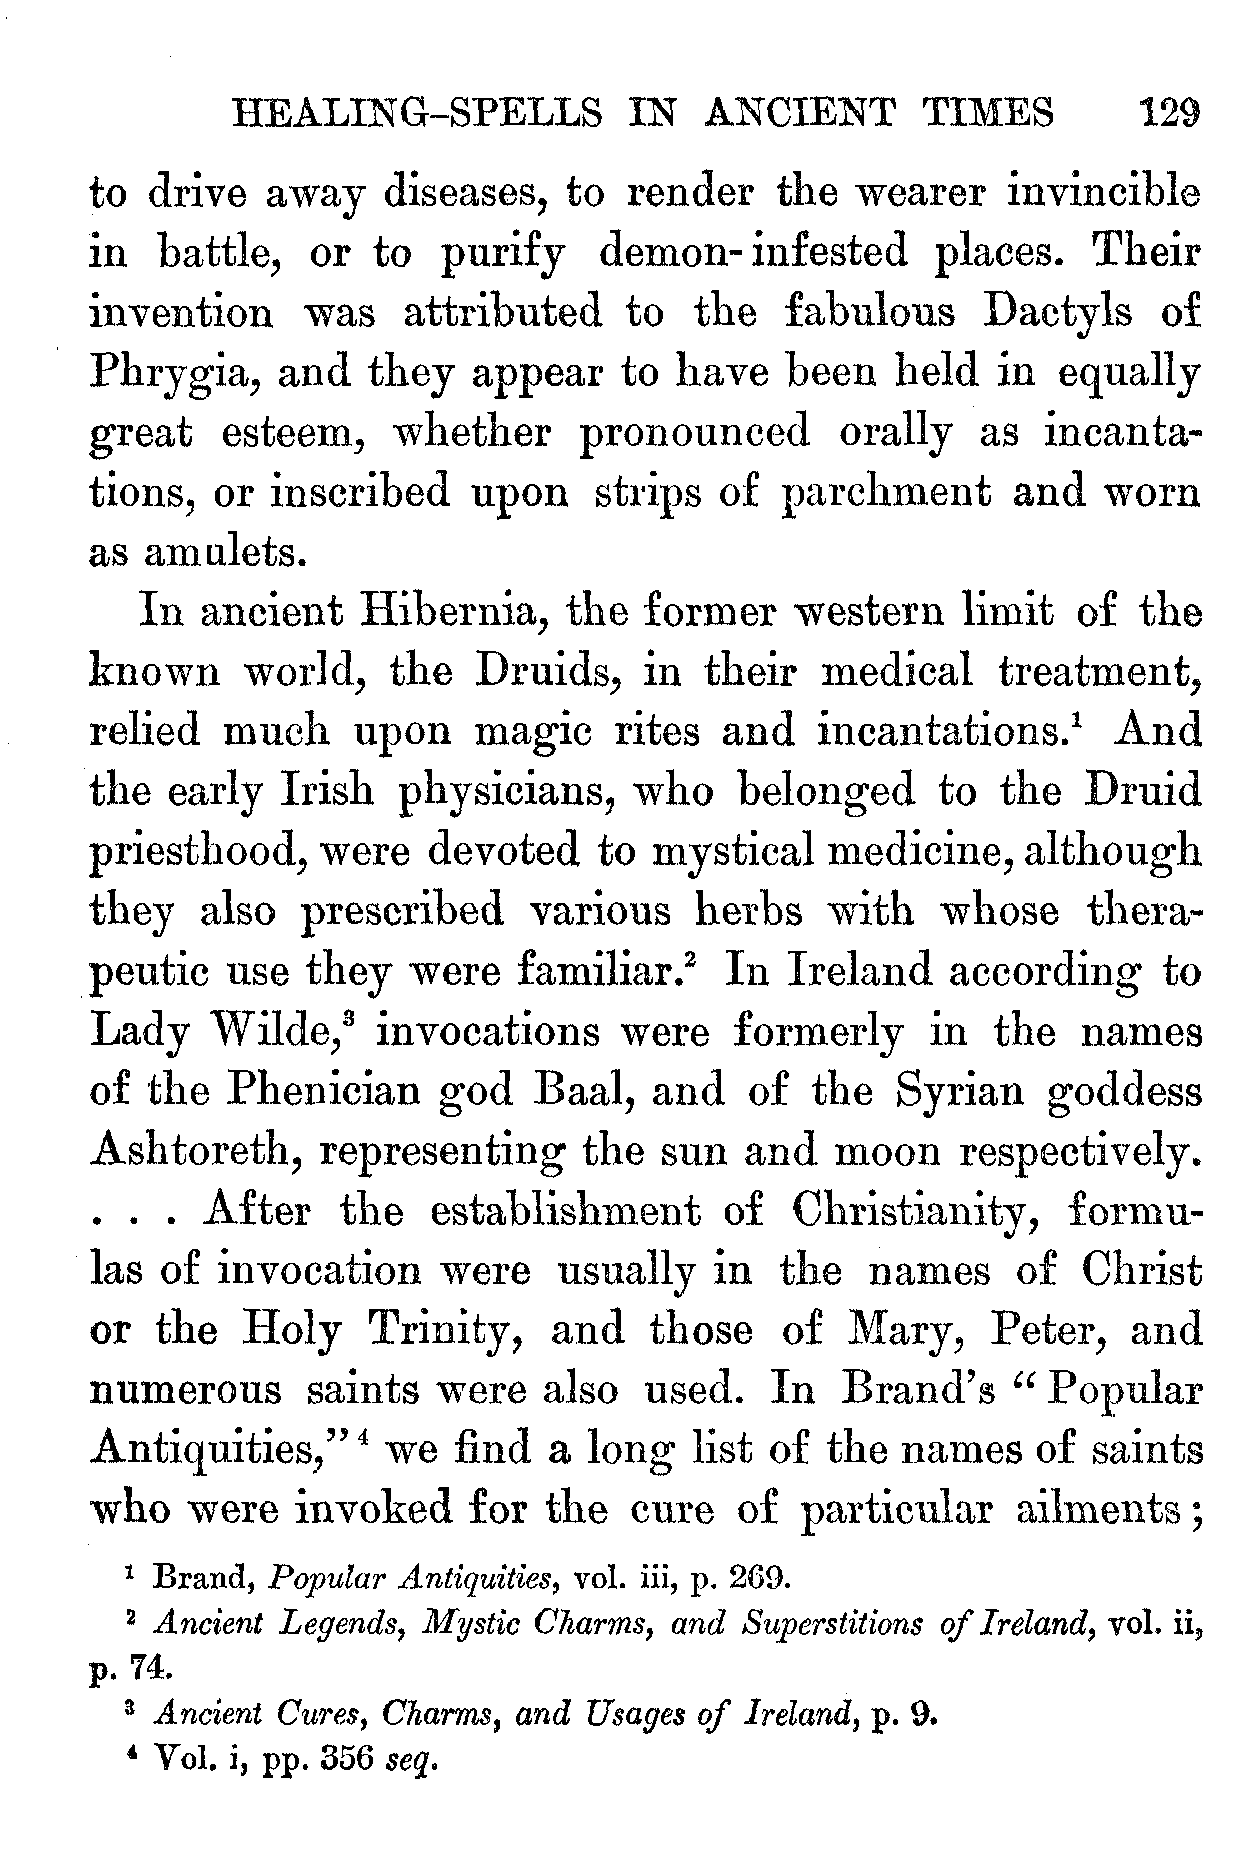 HEALING-SPELLS IN ANCIENT TIMES 129
to drive away diseases, to render the wearer invincible
in battle, or to purify demon-infested places. Their
invention was attributed to the fabulous Dactyls of
Phrygia, and they appear to have been held in equally
great esteem, whether pronounced orally as incanta-
tions, or inscribed upon strips of parchment and worn
as amulets.
In ancient Hibernia, the former western limit of the
known world, the Druids, in their medical treatment,
relied much upon magic rites and incantations.¹ And
the early Irish physicians, who belonged to the Druid
priesthood, were devoted to mystical medicine, although
they also prescribed various herbs with whose thera-
peutic use they were familiar.² In Ireland according to
Lady Wilde,³ invocations were formerly in the names
of the Phenician god Baal, and of the Syrian goddess
Ashtoreth, representing the sun and moon respectively.
. . . After the establishment of Christianity, formu-
las of invocation were usually in the names of Christ
or the Holy Trinity, and those of Mary, Peter, and
numerous saints were also used. In Brand's “Popular
Antiquities,”⁴ we find a long list of the names of saints
who were invoked for the cure of particular ailments;
¹ Brand, Popular Antiquities, vol. iii, p. 269.
² Ancient Legends, Mystic Charms, and Superstitions of Ireland, vol. ii,
p. 74.
³ Ancient Cures, Charms, and Usages of Ireland, p. 9.
⁴ Vol. i, pp. 356 seq.